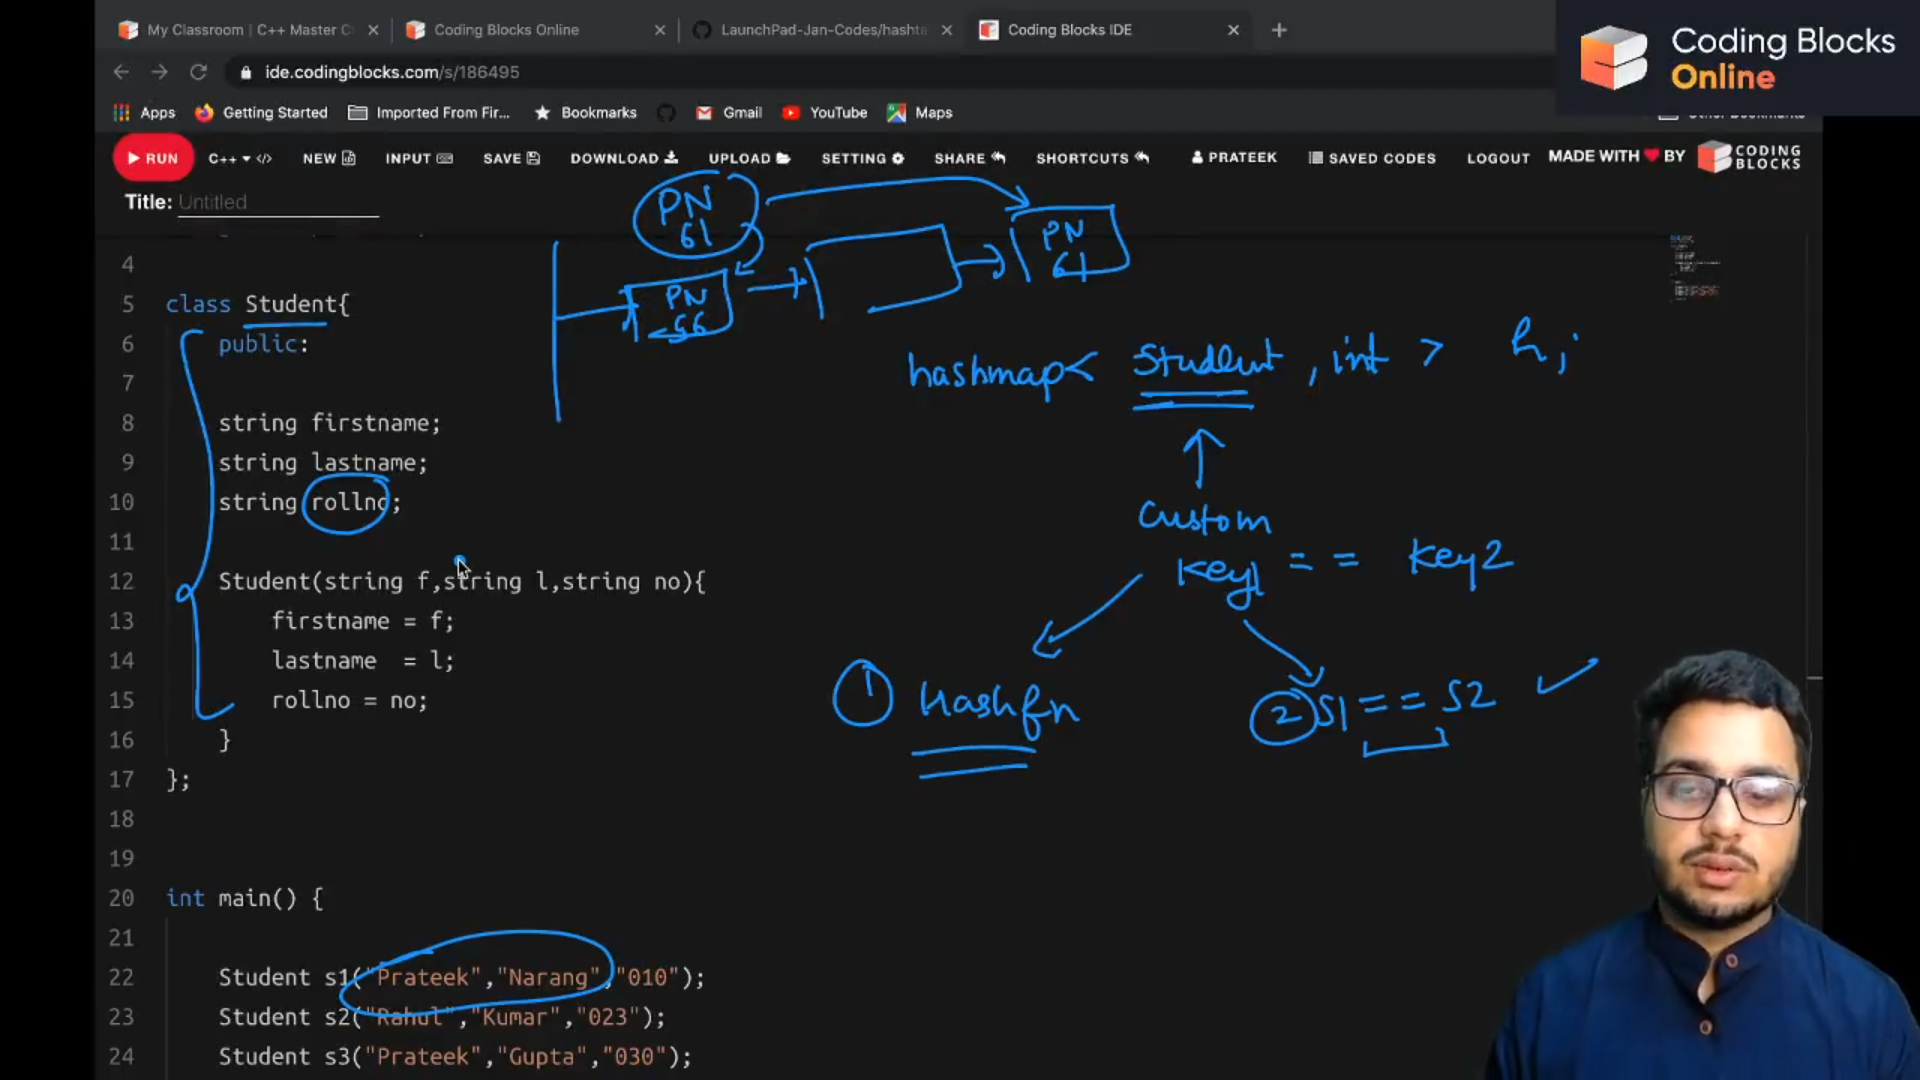 My Classroom | C++ Master C
Coding Blocks Online
LaunchPad-Jan-Codes/hashta
Coding Blocks IDE
Coding Blocks
Online
ide.codingblocks.com/s/186495
Apps
Getting Started
Imported From Fir...
Bookmarks
Gmail
YouTube
Maps
Other Bookmarks
RUN
C++
NEW
INPUT
SAVE
DOWNLOAD
UPLOAD
SETTING
SHARE
SHORTCUTS
PRATEEK
SAVED CODES
LOGOUT
MADE WITH ❤ BY
CODING
BLOCKS
Title: Untitled
PN
61
PN
61
PN
56
hashmap< Student , int > h;
Custom
key1 == key2
1 Hashfn
2 S1 == S2
4
5 class Student{
6 public:
7
8 string firstname;
9 string lastname;
10 string rollno;
11
12 Student(string f,string l,string no){
13 firstname = f;
14 lastname = l;
15 rollno = no;
16 }
17 };
18
19
20 int main() {
21
22 Student s1("Prateek","Narang","010");
23 Student s2("Rahul","Kumar","023");
24 Student s3("Prateek","Gupta","030");